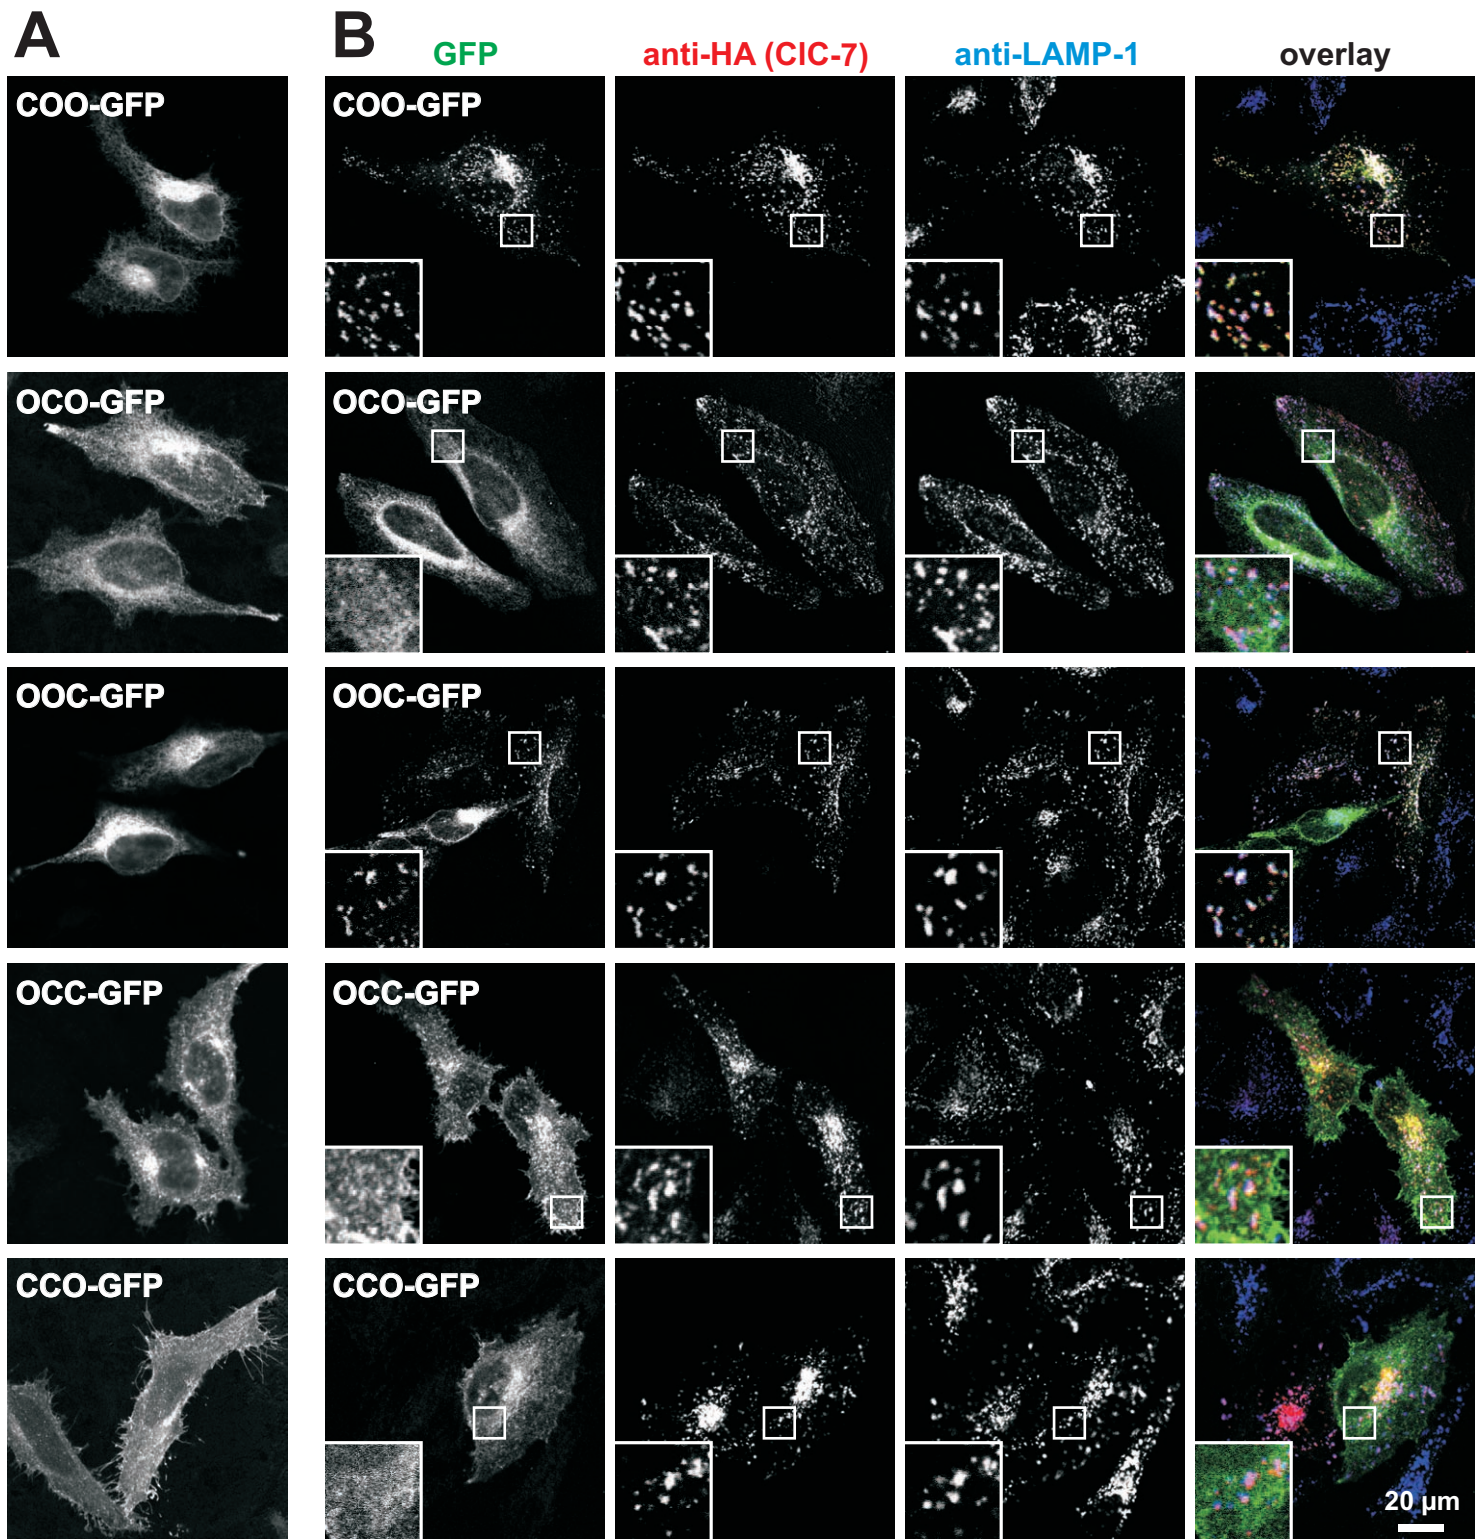 A
B
GFP
anti-HA (ClC-7)
anti-LAMP-1
overlay
COO-GFP
COO-GFP
OCO-GFP
OCO-GFP
OOC-GFP
OOC-GFP
OCC-GFP
OCC-GFP
CCO-GFP
CCO-GFP
20 µm